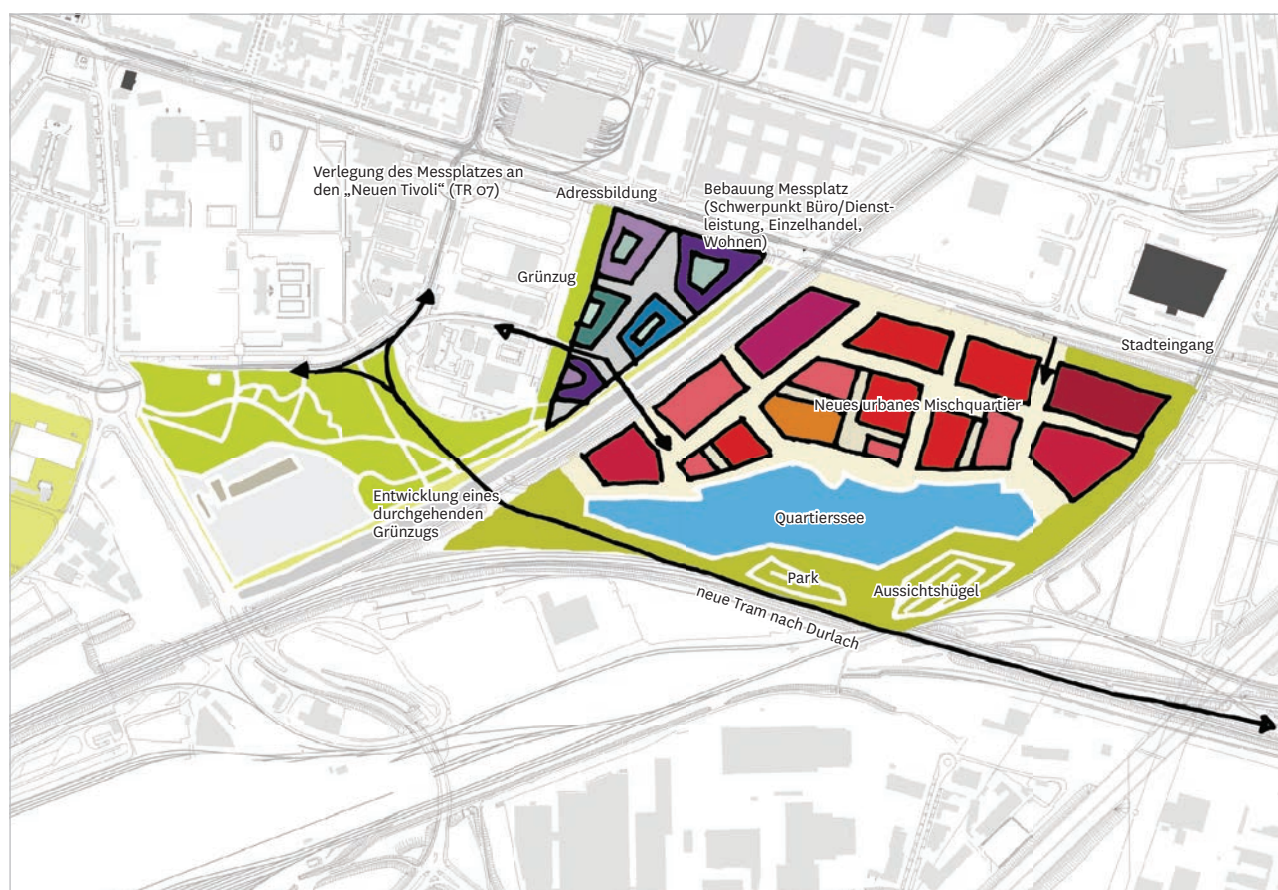 Verlegung des Messplatzes an
den „Neuen Tivoli“ (TR 07)
Adressbildung
Bebauung Messplatz
(Schwerpunkt Büro/Dienst-
leistung, Einzelhandel,
Wohnen)
Grünzug
Stadteingang
Neues urbanes Mischquartier
Entwicklung eines
durchgehenden
Grünzugs
Quartierssee
Park
Aussichtshügel
neue Tram nach Durlach